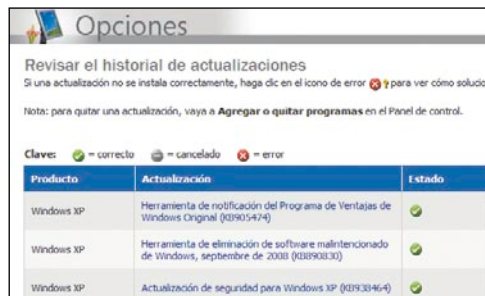 Opciones
Revisar el historial de actualizaciones
Si una actualización no se instala correctamente, haga clic en el icono de error para ver cómo
Nota: para quitar una actualización, vaya a Agregar o quitar programas en el Panel de control.
Clave: = correcto = cancelado = error
Producto Actualización Estado
Windows XP Herramienta de notificación del Programa de Ventajas de
Windows Original (KB905474)
Windows XP Herramienta de eliminación de software malintencionado
de Windows, septiembre de 2008 (KB890830)
Windows XP Actualización de seguridad para Windows XP (KB938464)